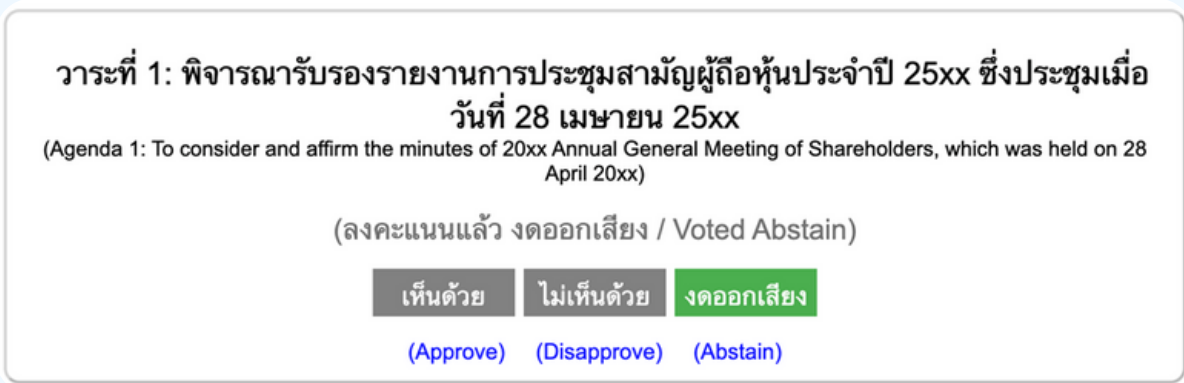 วาระที่ 1: พิจารณารับรองรายงานการประชุมสามัญผู้ถือหุ้นประจำปี 25xx ซึ่งประชุมเมื่อ
วันที่ 28 เมษายน 25xx
(Agenda 1: To consider and affirm the minutes of 20xx Annual General Meeting of Shareholders, which was held on 28
April 20xx)
(ลงคะแนนแล้ว งดออกเสียง / Voted Abstain)
เห็นด้วย ไม่เห็นด้วย งดออกเสียง
(Approve) (Disapprove) (Abstain)